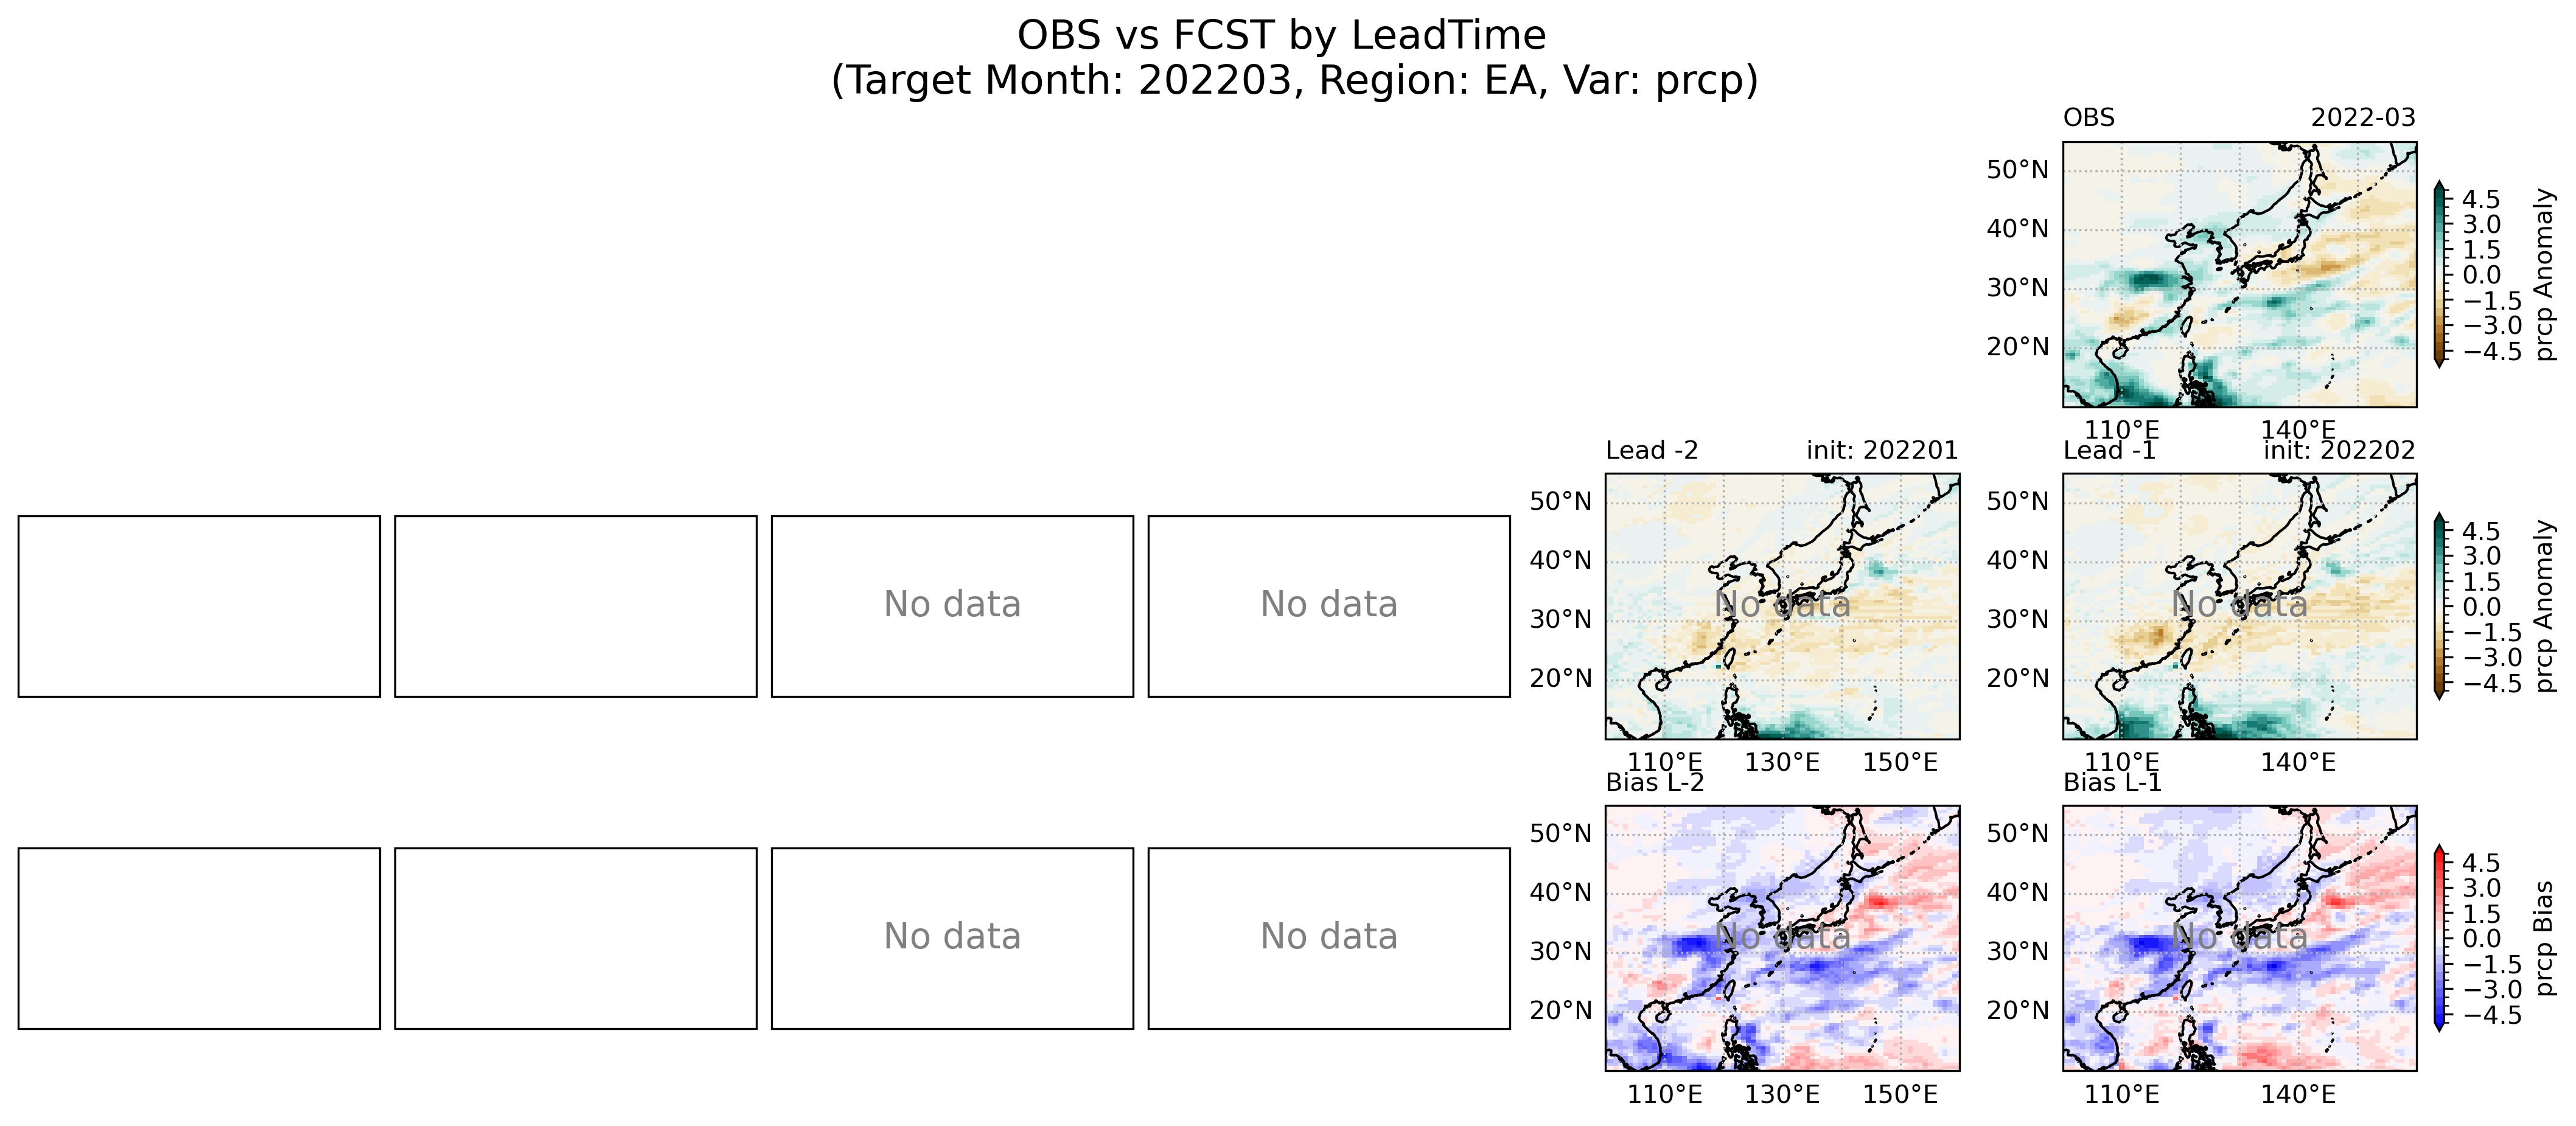 OBS vs FCST by LeadTime
(Target Month: 202203, Region: EA, Var: prcp)
OBS 2022-03
50°N
40°N
30°N
20°N
110°E 140°E
4.5
3.0
1.5
0.0
−1.5
−3.0
−4.5
prcp Anomaly
No data
No data
Lead -2 init: 202201
50°N
40°N
30°N
20°N
No data
110°E 130°E 150°E
Lead -1 init: 202202
50°N
40°N
30°N
20°N
No data
110°E 140°E
4.5
3.0
1.5
0.0
−1.5
−3.0
−4.5
prcp Anomaly
No data
No data
Bias L-2
50°N
40°N
30°N
20°N
No data
110°E 130°E 150°E
Bias L-1
50°N
40°N
30°N
20°N
No data
110°E 140°E
4.5
3.0
1.5
0.0
−1.5
−3.0
−4.5
prcp Bias